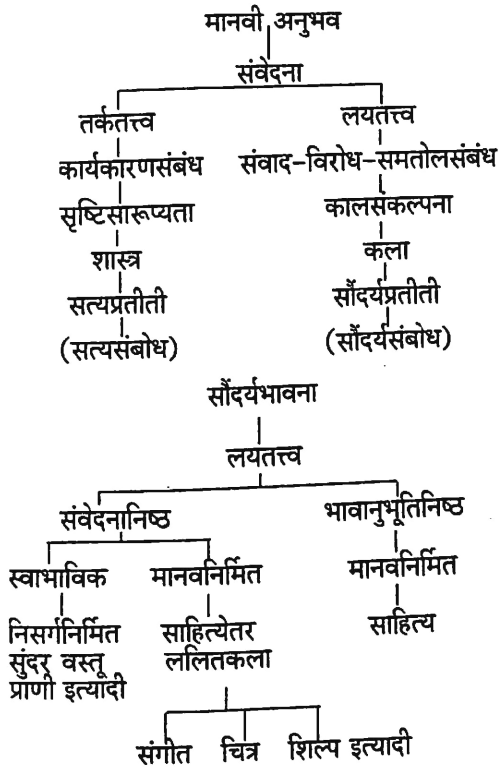 मानवी अनुभव
संवेदना
तर्कतत्त्व लयतत्त्व
कार्यकारणसंबंध संवाद-विरोध-समतोलसंबंध
सृष्टिसारूप्यता कालसंकल्पना
शास्त्र कला
सत्यप्रतीती सौंदर्यप्रतीती
(सत्यसंबोध) (सौंदर्यसंबोध)
सौंदर्यभावना
लयतत्त्व
संवेदनानिष्ठ भावानुभूतिनिष्ठ
स्वाभाविक मानवनिर्मित मानवनिर्मित
निसर्गनिर्मित साहित्येतर साहित्य
सुंदर वस्तू ललितकला
प्राणी इत्यादी
संगीत चित्र शिल्प इत्यादी